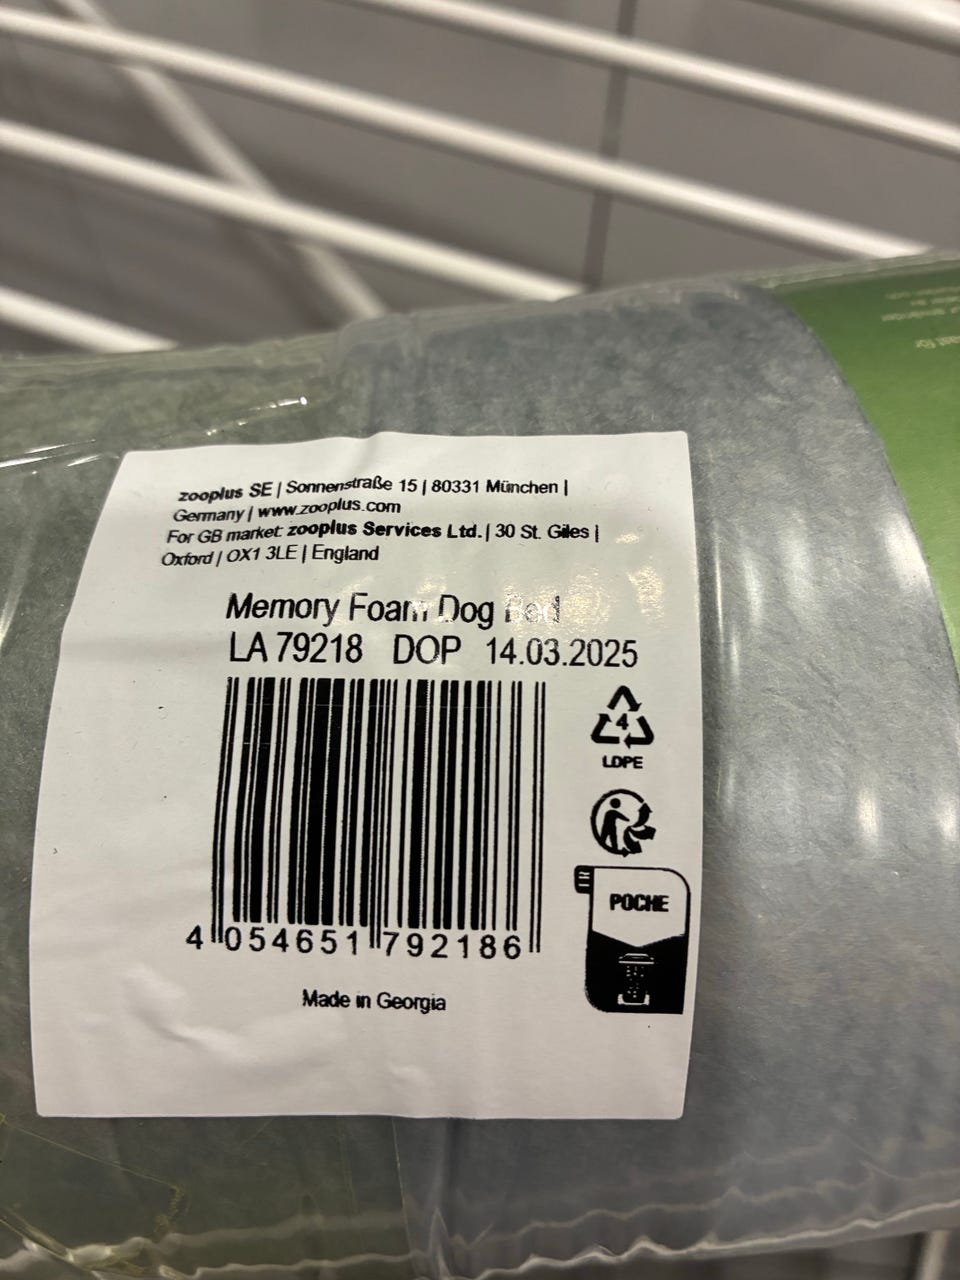 zooplus SE | Sonnenstraße 15 | 80331 München |
Germany | www.zooplus.com
For GB market: zooplus Services Ltd. | 30 St. Giles |
Oxford | OX1 3LE | England
Memory Foam Dog Bed
LA 79218 DOP 14.03.2025
4
LDPE
POCHE
4 054651 792186
Made in Georgia